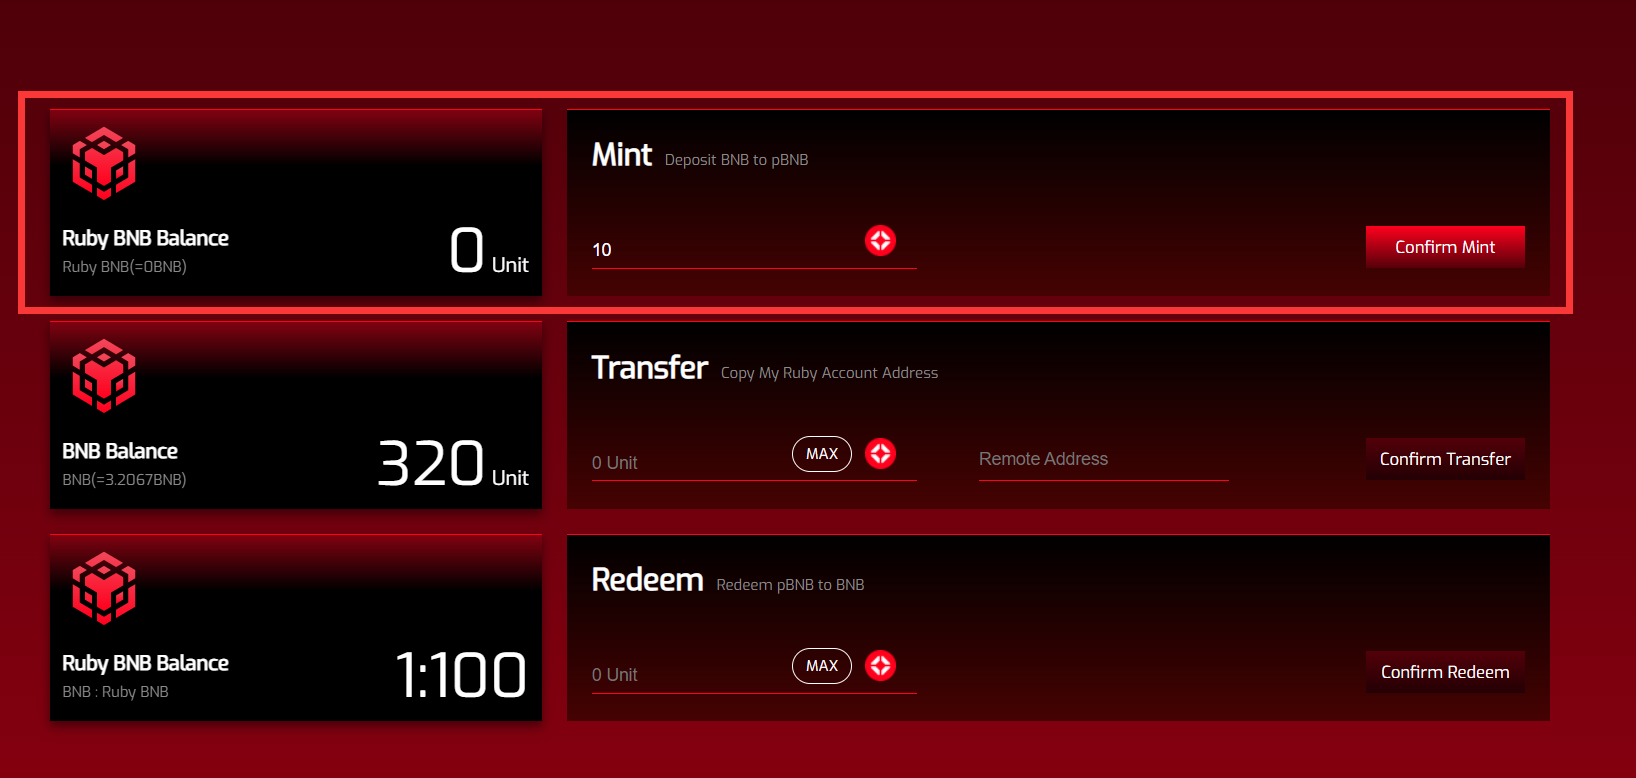 Ruby BNB Balance
Ruby BNB(=0BNB)
0 Unit
Mint Deposit BNB to pBNB
10
Confirm Mint
BNB Balance
BNB(=3.2067BNB)
320 Unit
Transfer Copy My Ruby Account Address
0 Unit MAX
Remote Address
Confirm Transfer
Ruby BNB Balance
BNB : Ruby BNB
1:100
Redeem Redeem pBNB to BNB
0 Unit MAX
Confirm Redeem